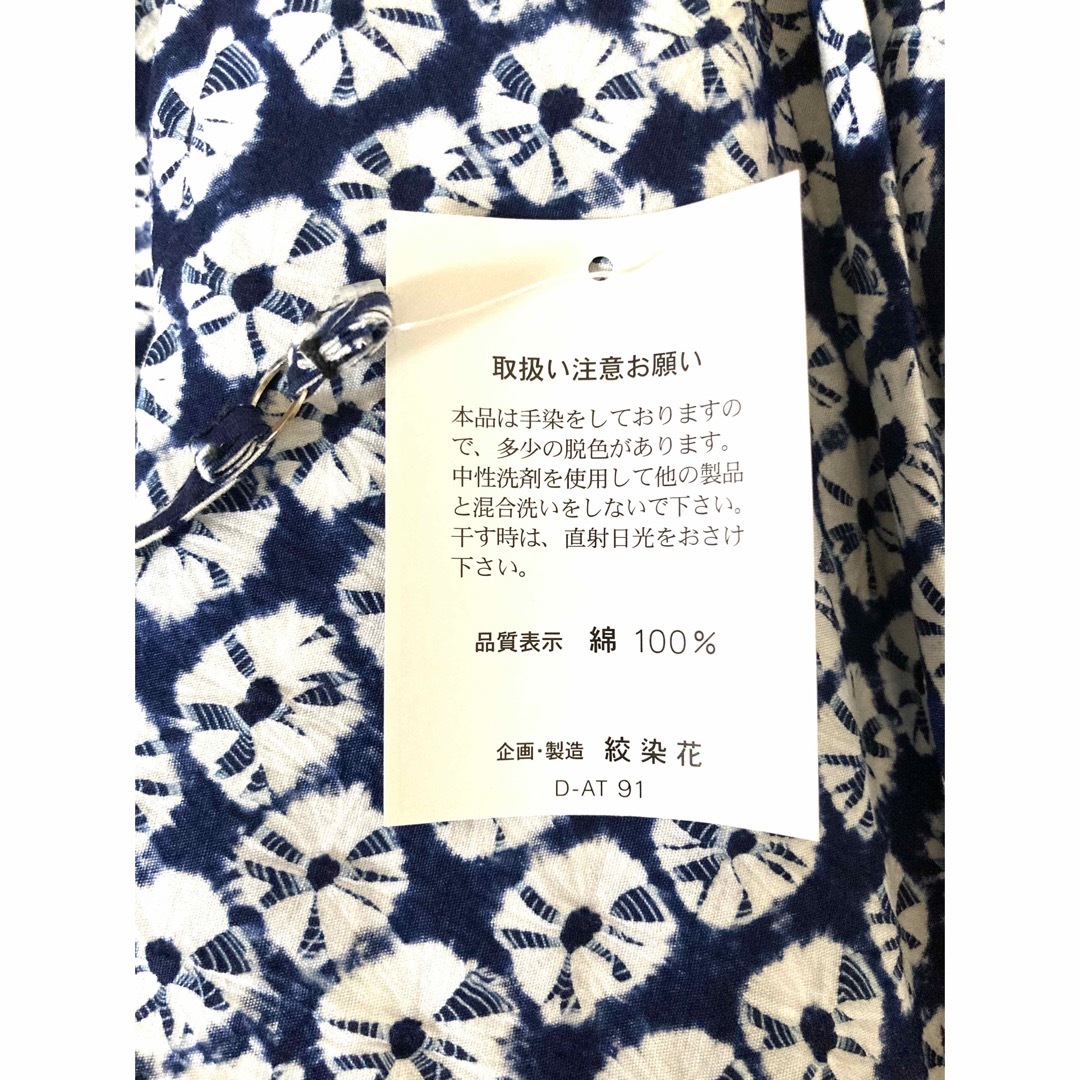 取扱い注意お願い
本品は手染をしておりますの
で、多少の脱色があります。
中性洗剤を使用して他の製品
と混合洗いをしないで下さい。
干す時は、直射日光をおさけ
下さい。
品質表示 綿 100%
企画・製造 絞染花
D-AT 91